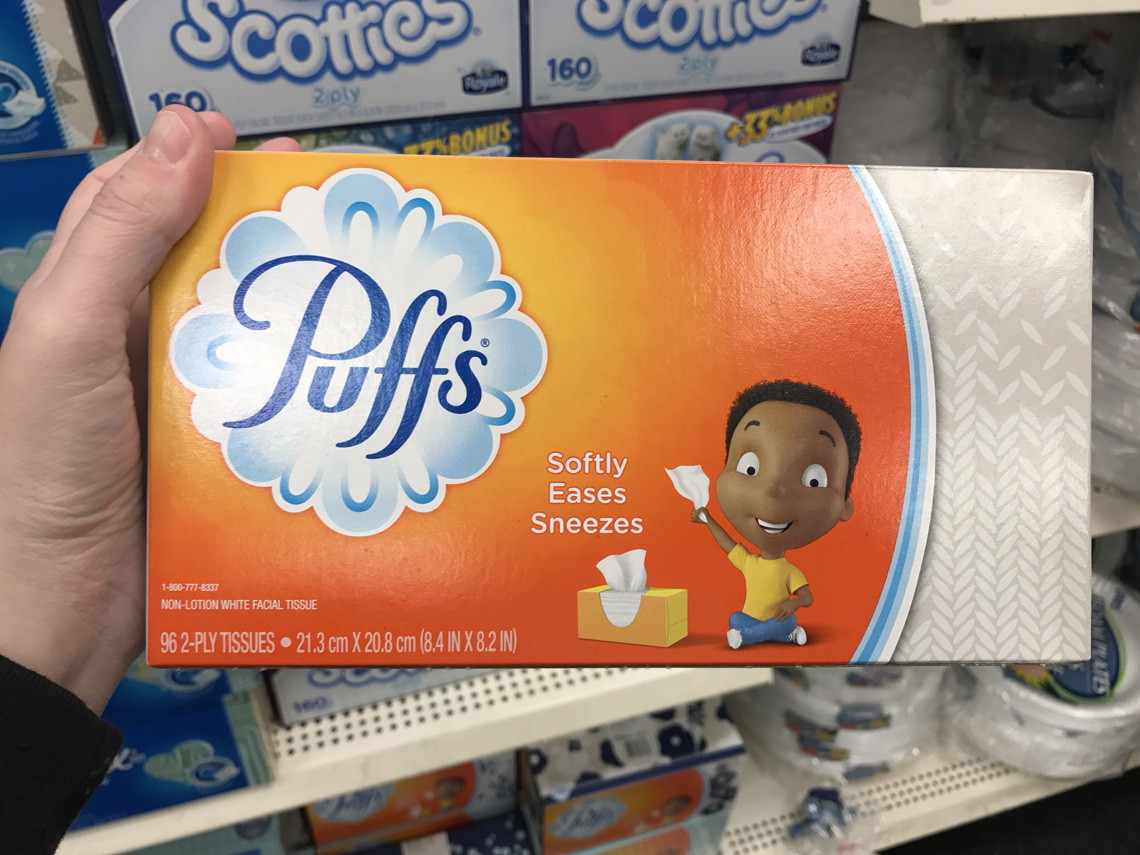 Scotties
160
2 ply
Royale
Scotties
160
2 ply
Royale
BONUS
+33% BONUS
Puffs®
Softly
Eases
Sneezes
1-800-777-8337
NON-LOTION WHITE FACIAL TISSUE
96 2-PLY TISSUES • 21.3 cm X 20.8 cm (8.4 IN X 8.2 IN)
160
Puffs
Puffs